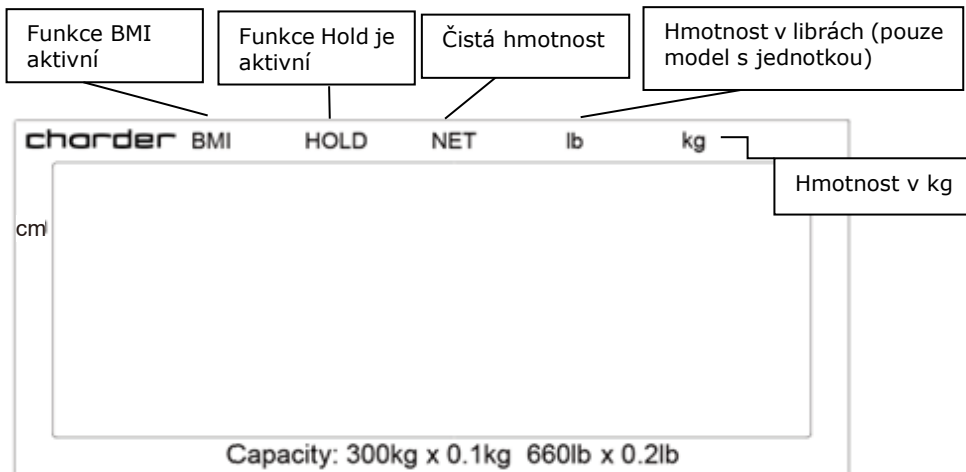 Funkce BMI
aktivní
Funkce Hold je
aktivní
Čistá hmotnost
Hmotnost v librách (pouze
model s jednotkou)
charder BMI HOLD NET lb kg
Hmotnost v kg
cm
Capacity: 300kg x 0.1kg 660lb x 0.2lb